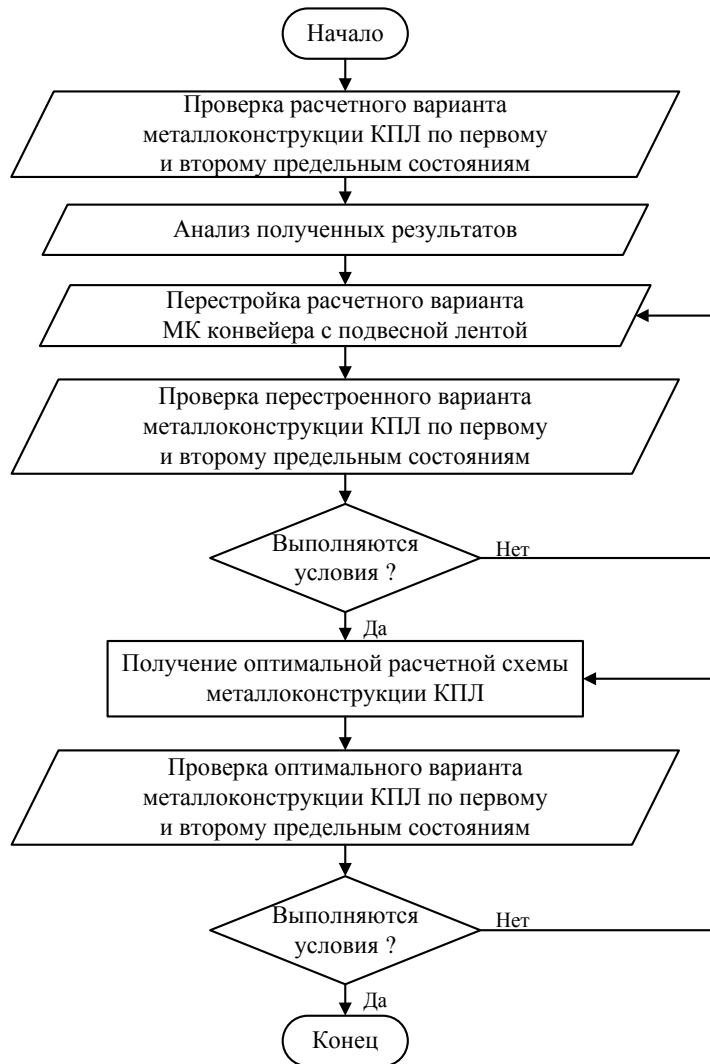 Начало
Проверка расчетного варианта
металлоконструкции КПЛ по первому
и второму предельным состояниям
Анализ полученных результатов
Перестройка расчетного варианта
МК конвейера с подвесной лентой
Проверка перестроенного варианта
металлоконструкции КПЛ по первому
и второму предельным состояниям
Выполняются
условия ?
Нет
Да
Получение оптимальной расчетной схемы
металлоконструкции КПЛ
Проверка оптимального варианта
металлоконструкции КПЛ по первому
и второму предельным состояниям
Выполняются
условия ?
Нет
Да
Конец